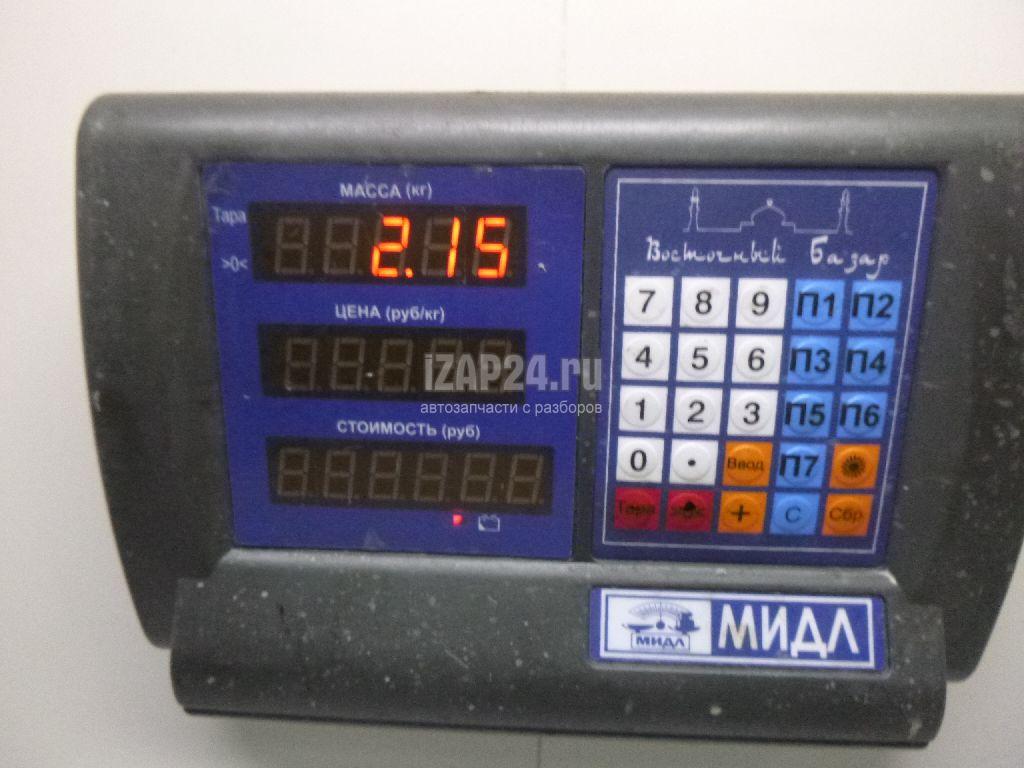 МАССА (кг)
Тара
2.15
>0<
ЦЕНА (руб/кг)
СТОИМОСТЬ (руб)
Восточный Базар
7 8 9 П1 П2
4 5 6 П3 П4
1 2 3 П5 П6
0 . Ввод П7
Тара + С Сбр
МИДЛ
МИДЛ
iZAP24.ru
автозапчасти с разборов